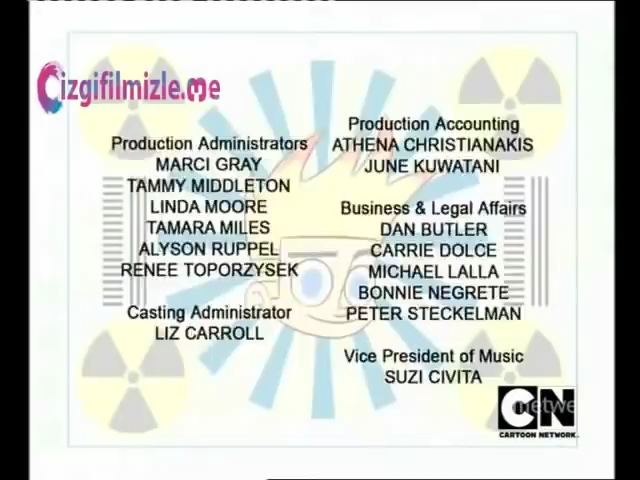 Çizgifilmizle.me
Production Administrators
MARCI GRAY
TAMMY MIDDLETON
LINDA MOORE
TAMARA MILES
ALYSON RUPPEL
RENEE TOPORZYSEK
Casting Administrator
LIZ CARROLL
Production Accounting
ATHENA CHRISTIANAKIS
JUNE KUWATANI
Business & Legal Affairs
DAN BUTLER
CARRIE DOLCE
MICHAEL LALLA
BONNIE NEGRETE
PETER STECKELMAN
Vice President of Music
SUZI CIVITA
CN
CARTOON NETWORK